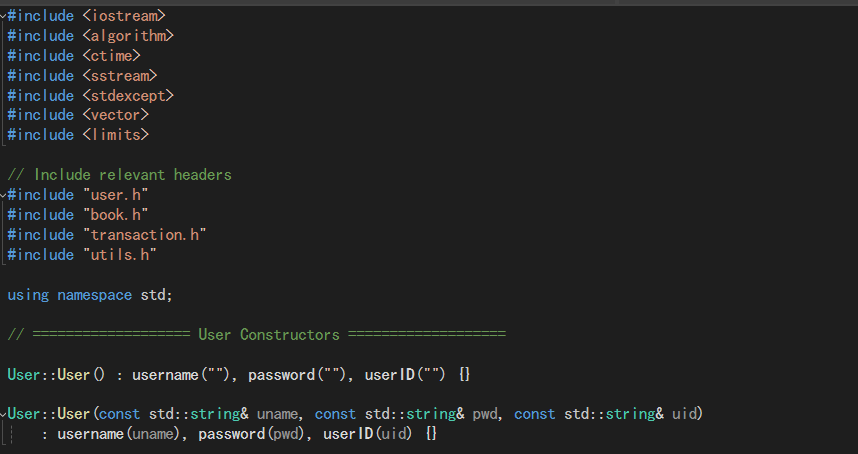 #include <iostream>
#include <algorithm>
#include <ctime>
#include <sstream>
#include <stdexcept>
#include <vector>
#include <limits>
// Include relevant headers
#include "user.h"
#include "book.h"
#include "transaction.h"
#include "utils.h"
using namespace std;
// =================== User Constructors ===================
User::User() : username(""), password(""), userID("") {}
User::User(const std::string& uname, const std::string& pwd, const std::string& uid)
: username(uname), password(pwd), userID(uid) {}